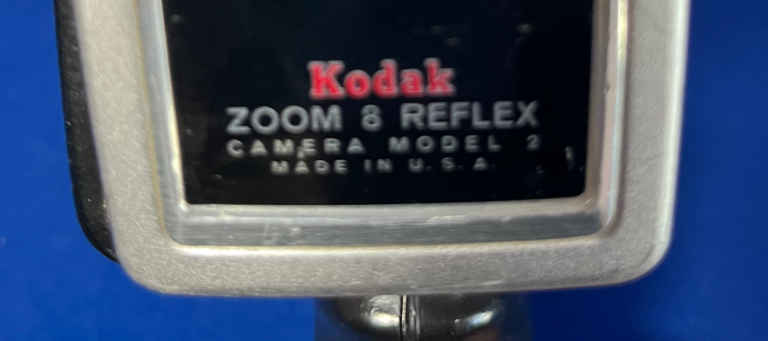 Kodak
ZOOM 8 REFLEX
CAMERA MODEL 2
MADE IN U.S.A.